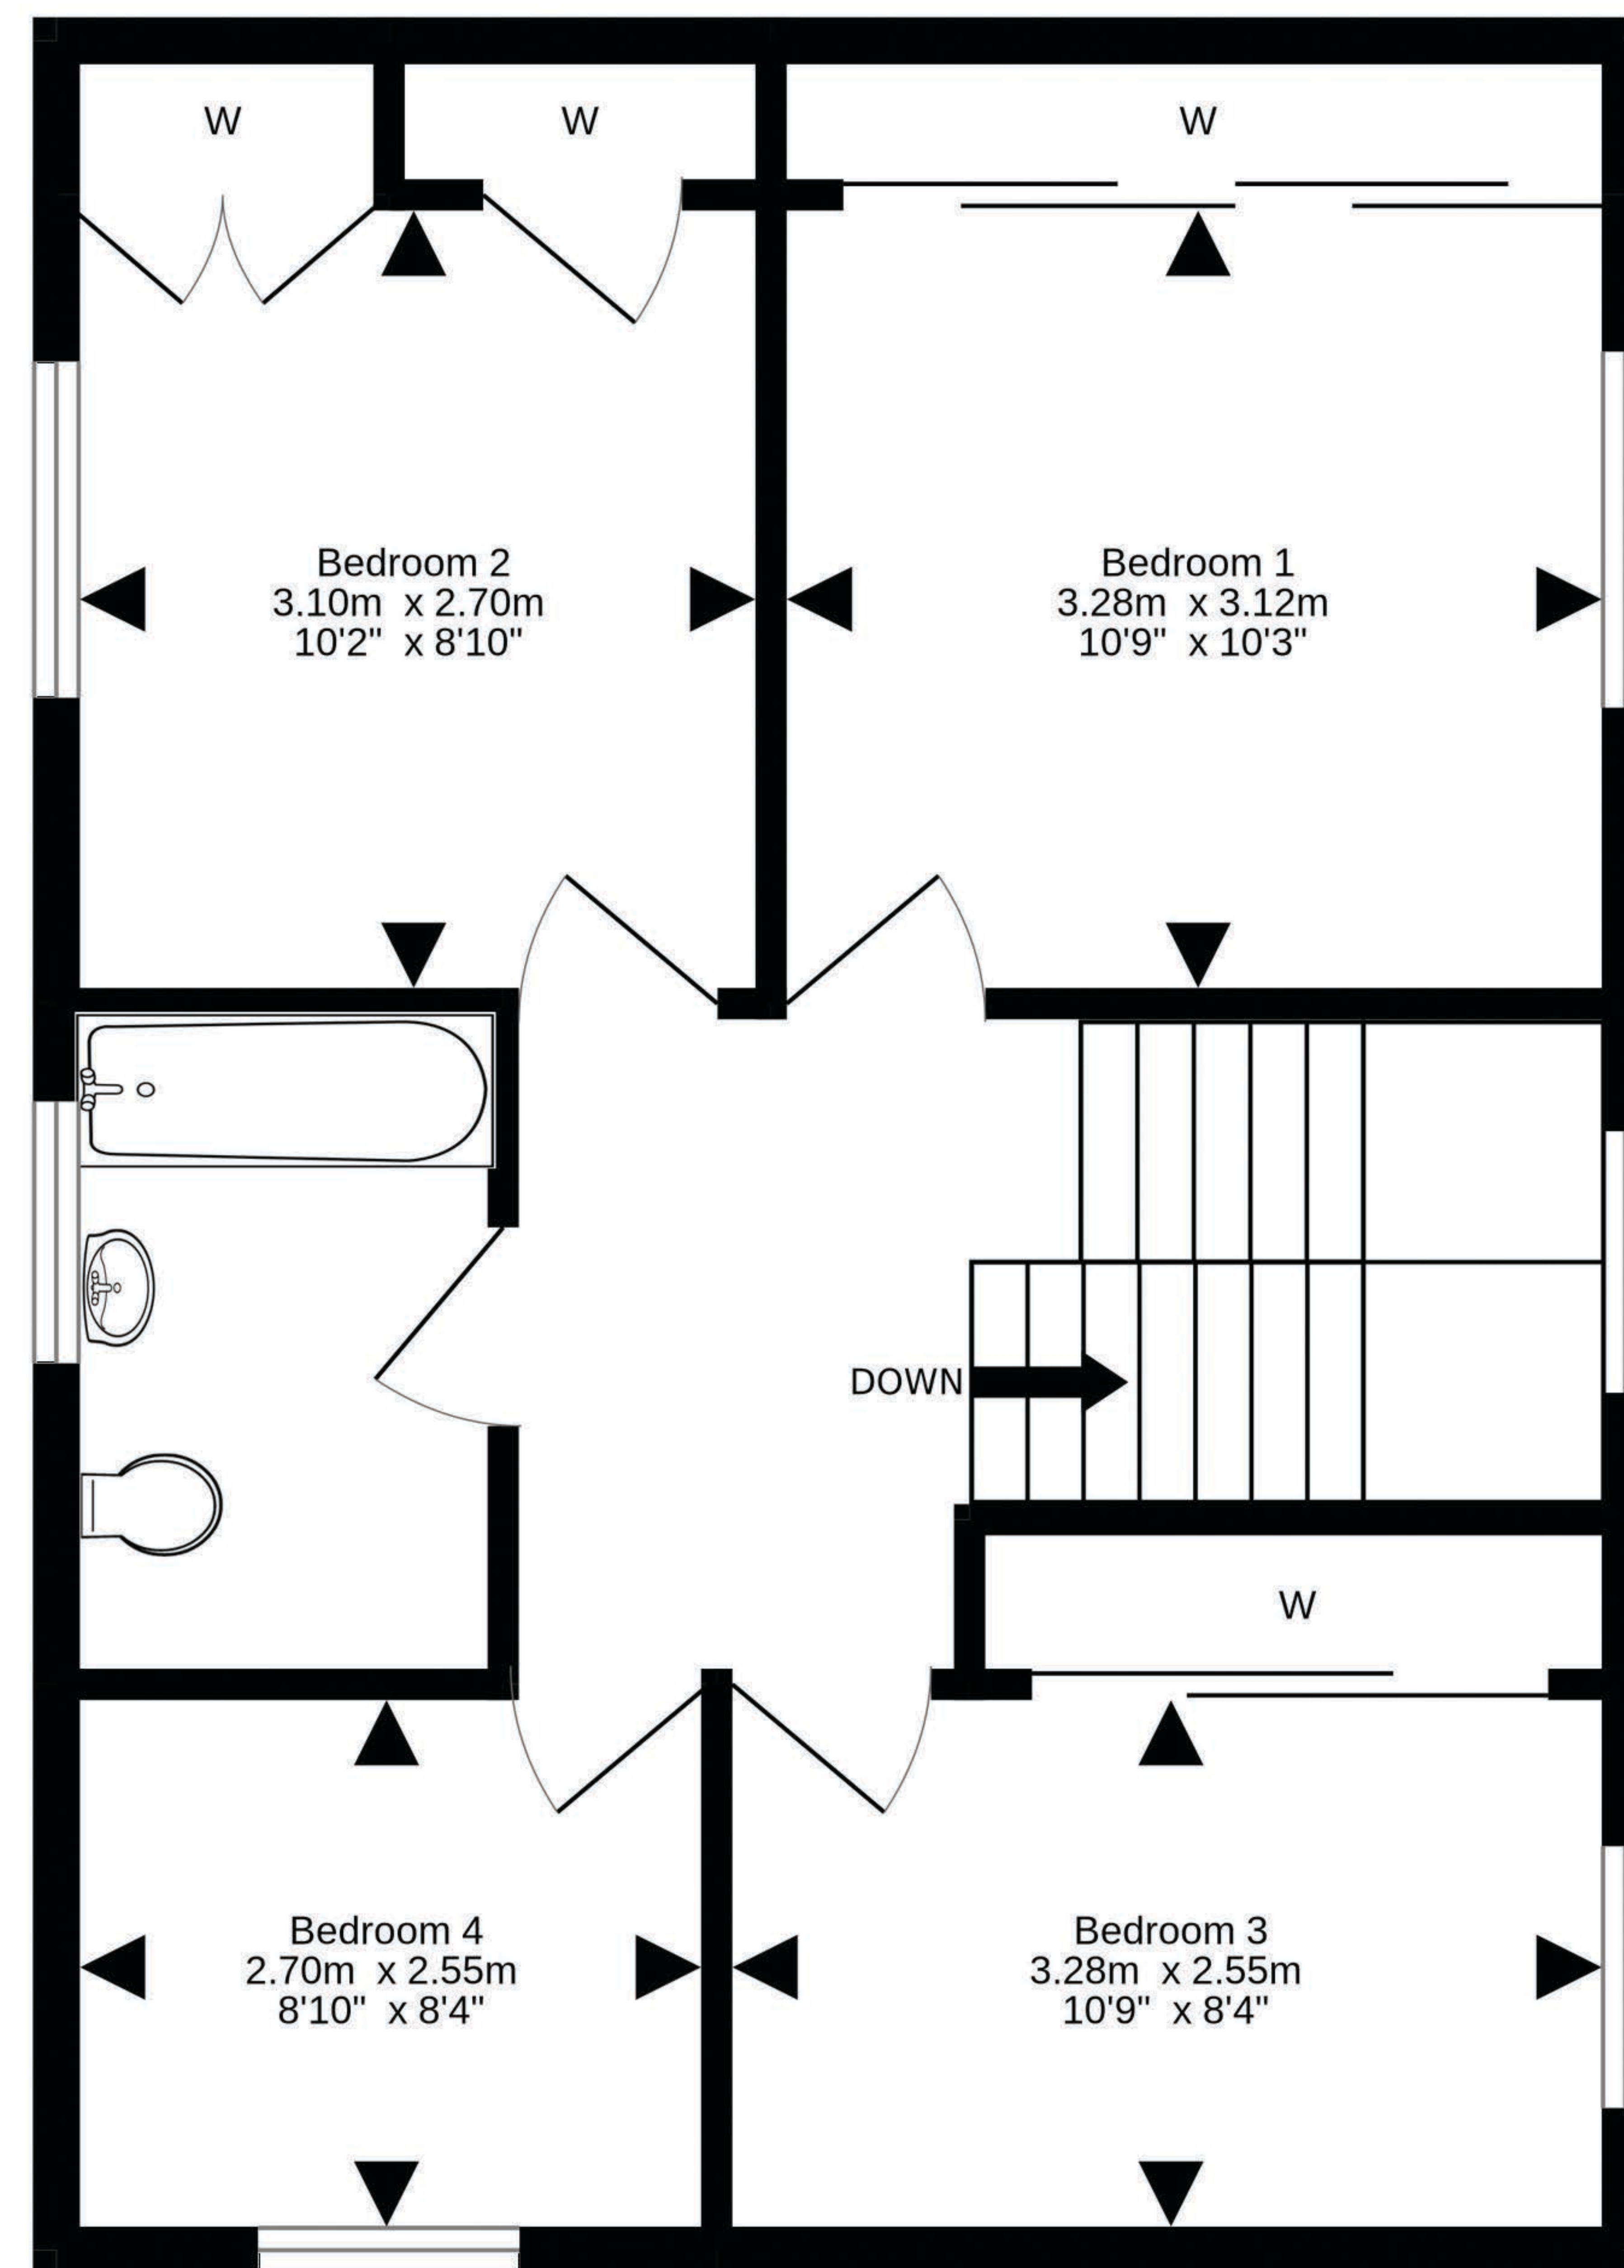 W
W
W
Bedroom 2
3.10m x 2.70m
10'2" x 8'10"
Bedroom 1
3.28m x 3.12m
10'9" x 10'3"
DOWN
W
Bedroom 4
2.70m x 2.55m
8'10" x 8'4"
Bedroom 3
3.28m x 2.55m
10'9" x 8'4"